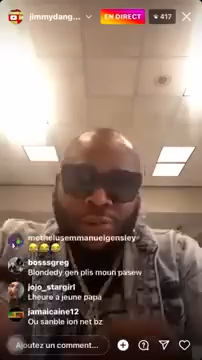 jimmydang...
EN DIRECT
417
methelusemmanuelgensley
😂😂😂
bosssgreg
Blondedy gen plis moun pasew
jojo_stargirl
Lheure a jeune papa
jamaicaine12
Ou sanble ion net bz
Ajoutez un comment...